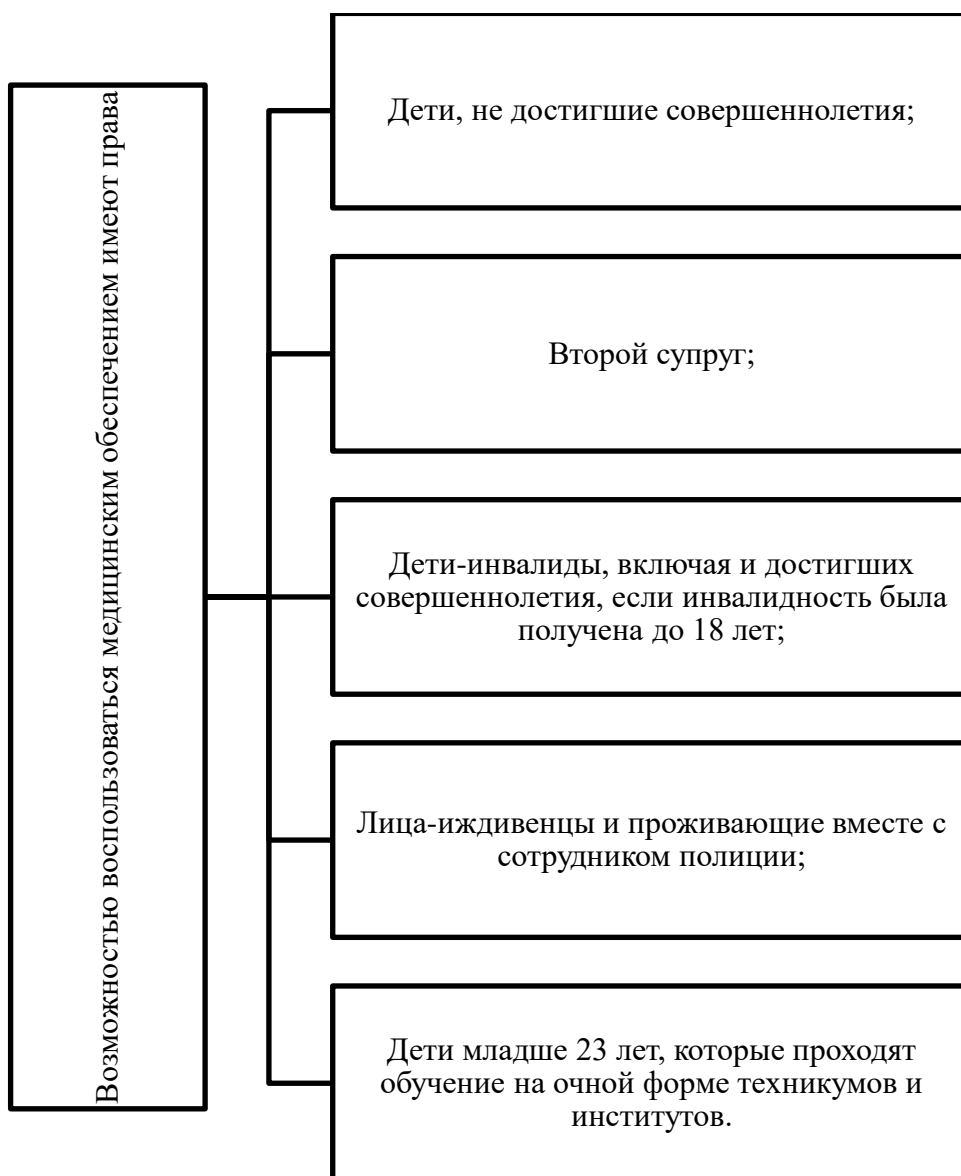 Возможностью воспользоваться медицинским обеспечением имеют права
Дети, не достигшие совершеннолетия;
Второй супруг;
Дети-инвалиды, включая и достигших
совершеннолетия, если инвалидность была
получена до 18 лет;
Лица-иждивенцы и проживающие вместе с
сотрудником полиции;
Дети младше 23 лет, которые проходят
обучение на очной форме техникумов и
институтов.